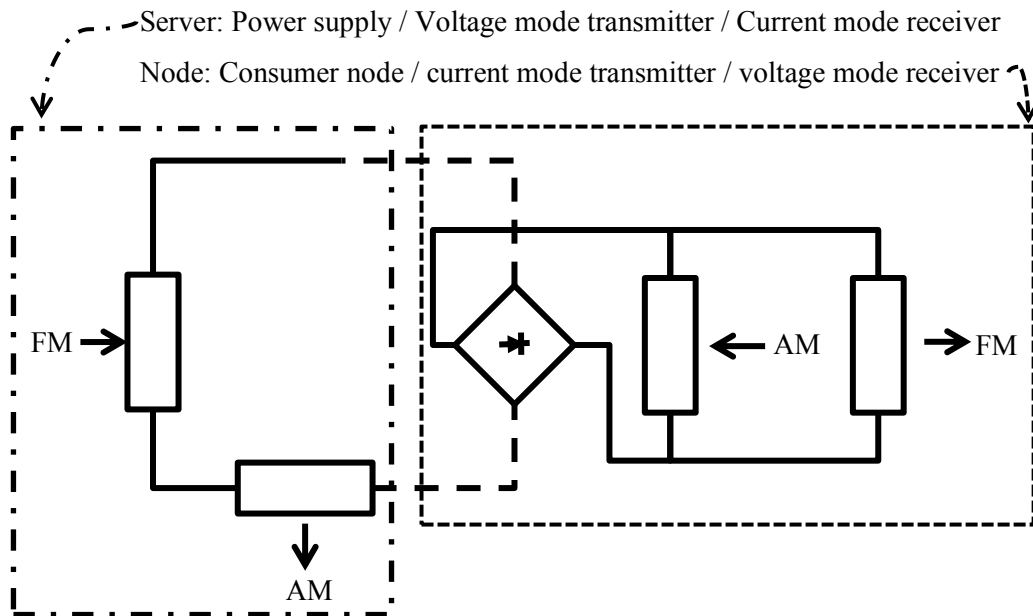 Server: Power supply / Voltage mode transmitter / Current mode receiver
Node: Consumer node / current mode transmitter / voltage mode receiver
FM
AM
FM
AM